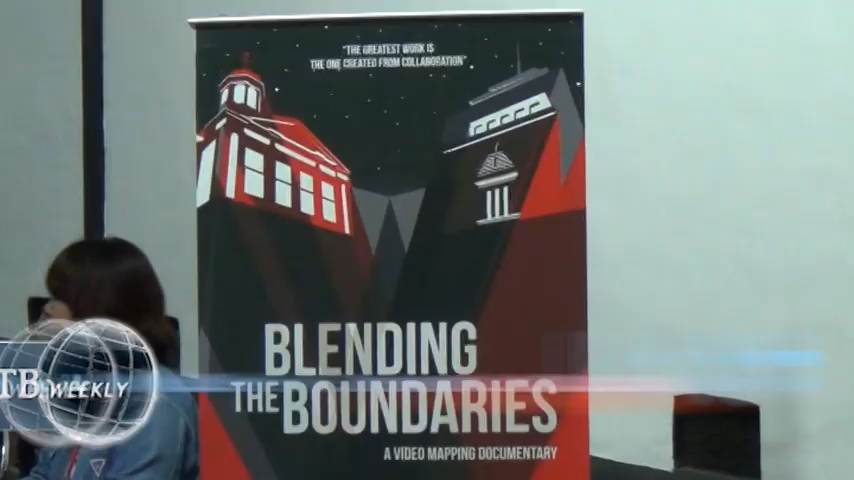 "THE GREATEST WORK IS
THE ONE CREATED FROM COLLABORATION"
BLENDING
THE BOUNDARIES
A VIDEO MAPPING DOCUMENTARY
TB WEEKLY